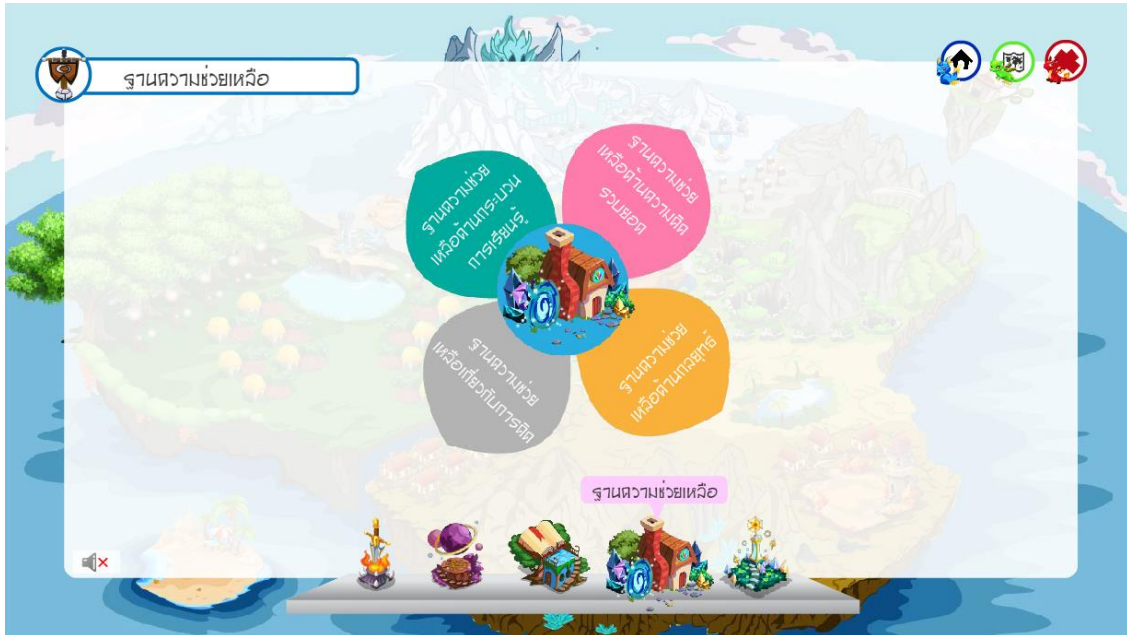 ฐานความช่วยเหลือ
ฐานความช่วย
เหลือด้านกระบวน
การเรียนรู้
ฐานความช่วย
เหลือด้านความคิด
รวบยอด
ฐานความช่วย
เหลือเกี่ยวกับการคิด
ฐานความช่วย
เหลือด้านกลยุทธ์
ฐานความช่วยเหลือ